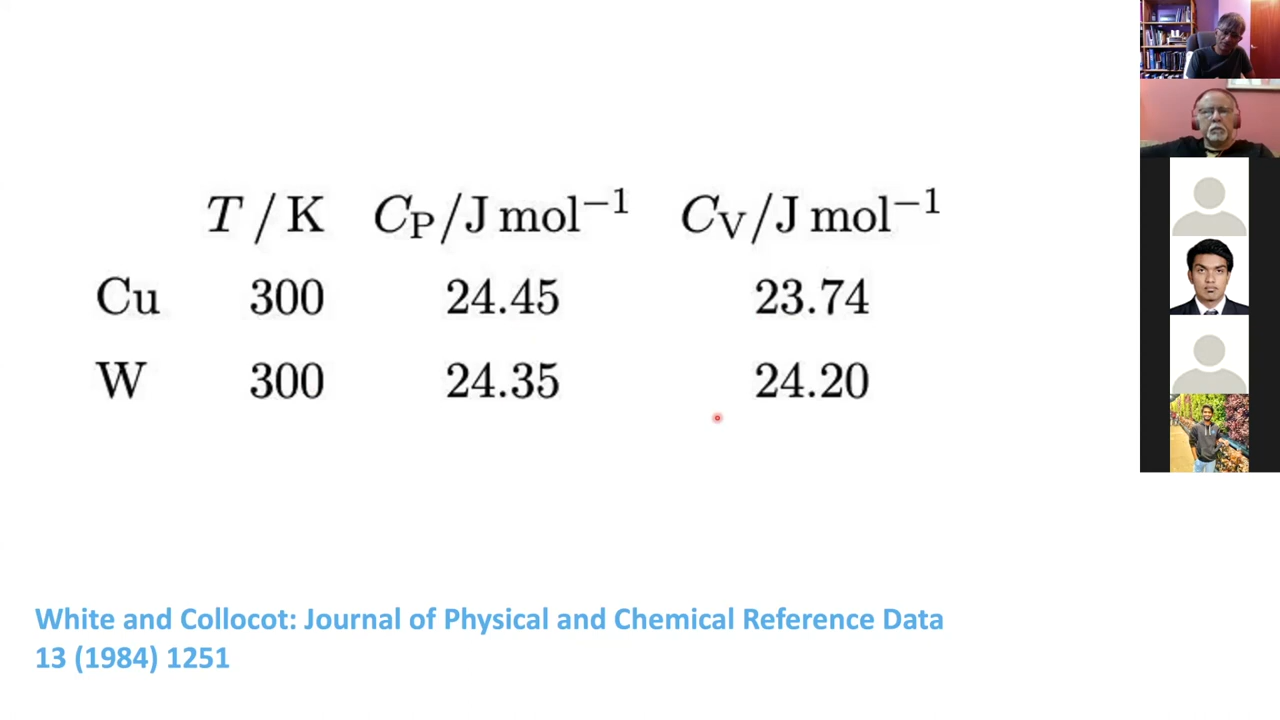 T / K C_P/J mol⁻¹ C_V/J mol⁻¹
Cu 300 24.45 23.74
W 300 24.35 24.20
White and Collocot: Journal of Physical and Chemical Reference Data
13 (1984) 1251